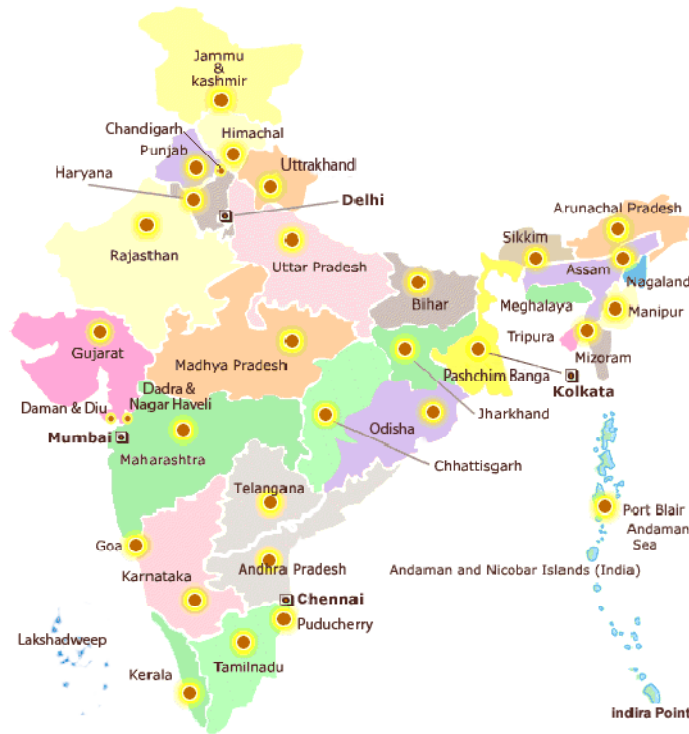 Jammu
&
kashmir
Chandigarh
Himachal
Punjab
Uttrakhand
Haryana
Delhi
Arunachal Pradesh
Rajasthan
Sikkim
Uttar Pradesh
Assam
Nagaland
Bihar
Meghalaya
Manipur
Tripura
Gujarat
Mizoram
Madhya Pradesh
Pashchim Banga
Kolkata
Dadra &
Nagar Haveli
Daman & Diu
Jharkhand
Mumbai
Odisha
Maharashtra
Chhattisgarh
Telangana
Port Blair
Andaman
Sea
Goa
Andhra Pradesh
Andaman and Nicobar Islands (India)
Karnataka
Chennai
Puducherry
Lakshadweep
Tamilnadu
Kerala
indira Point